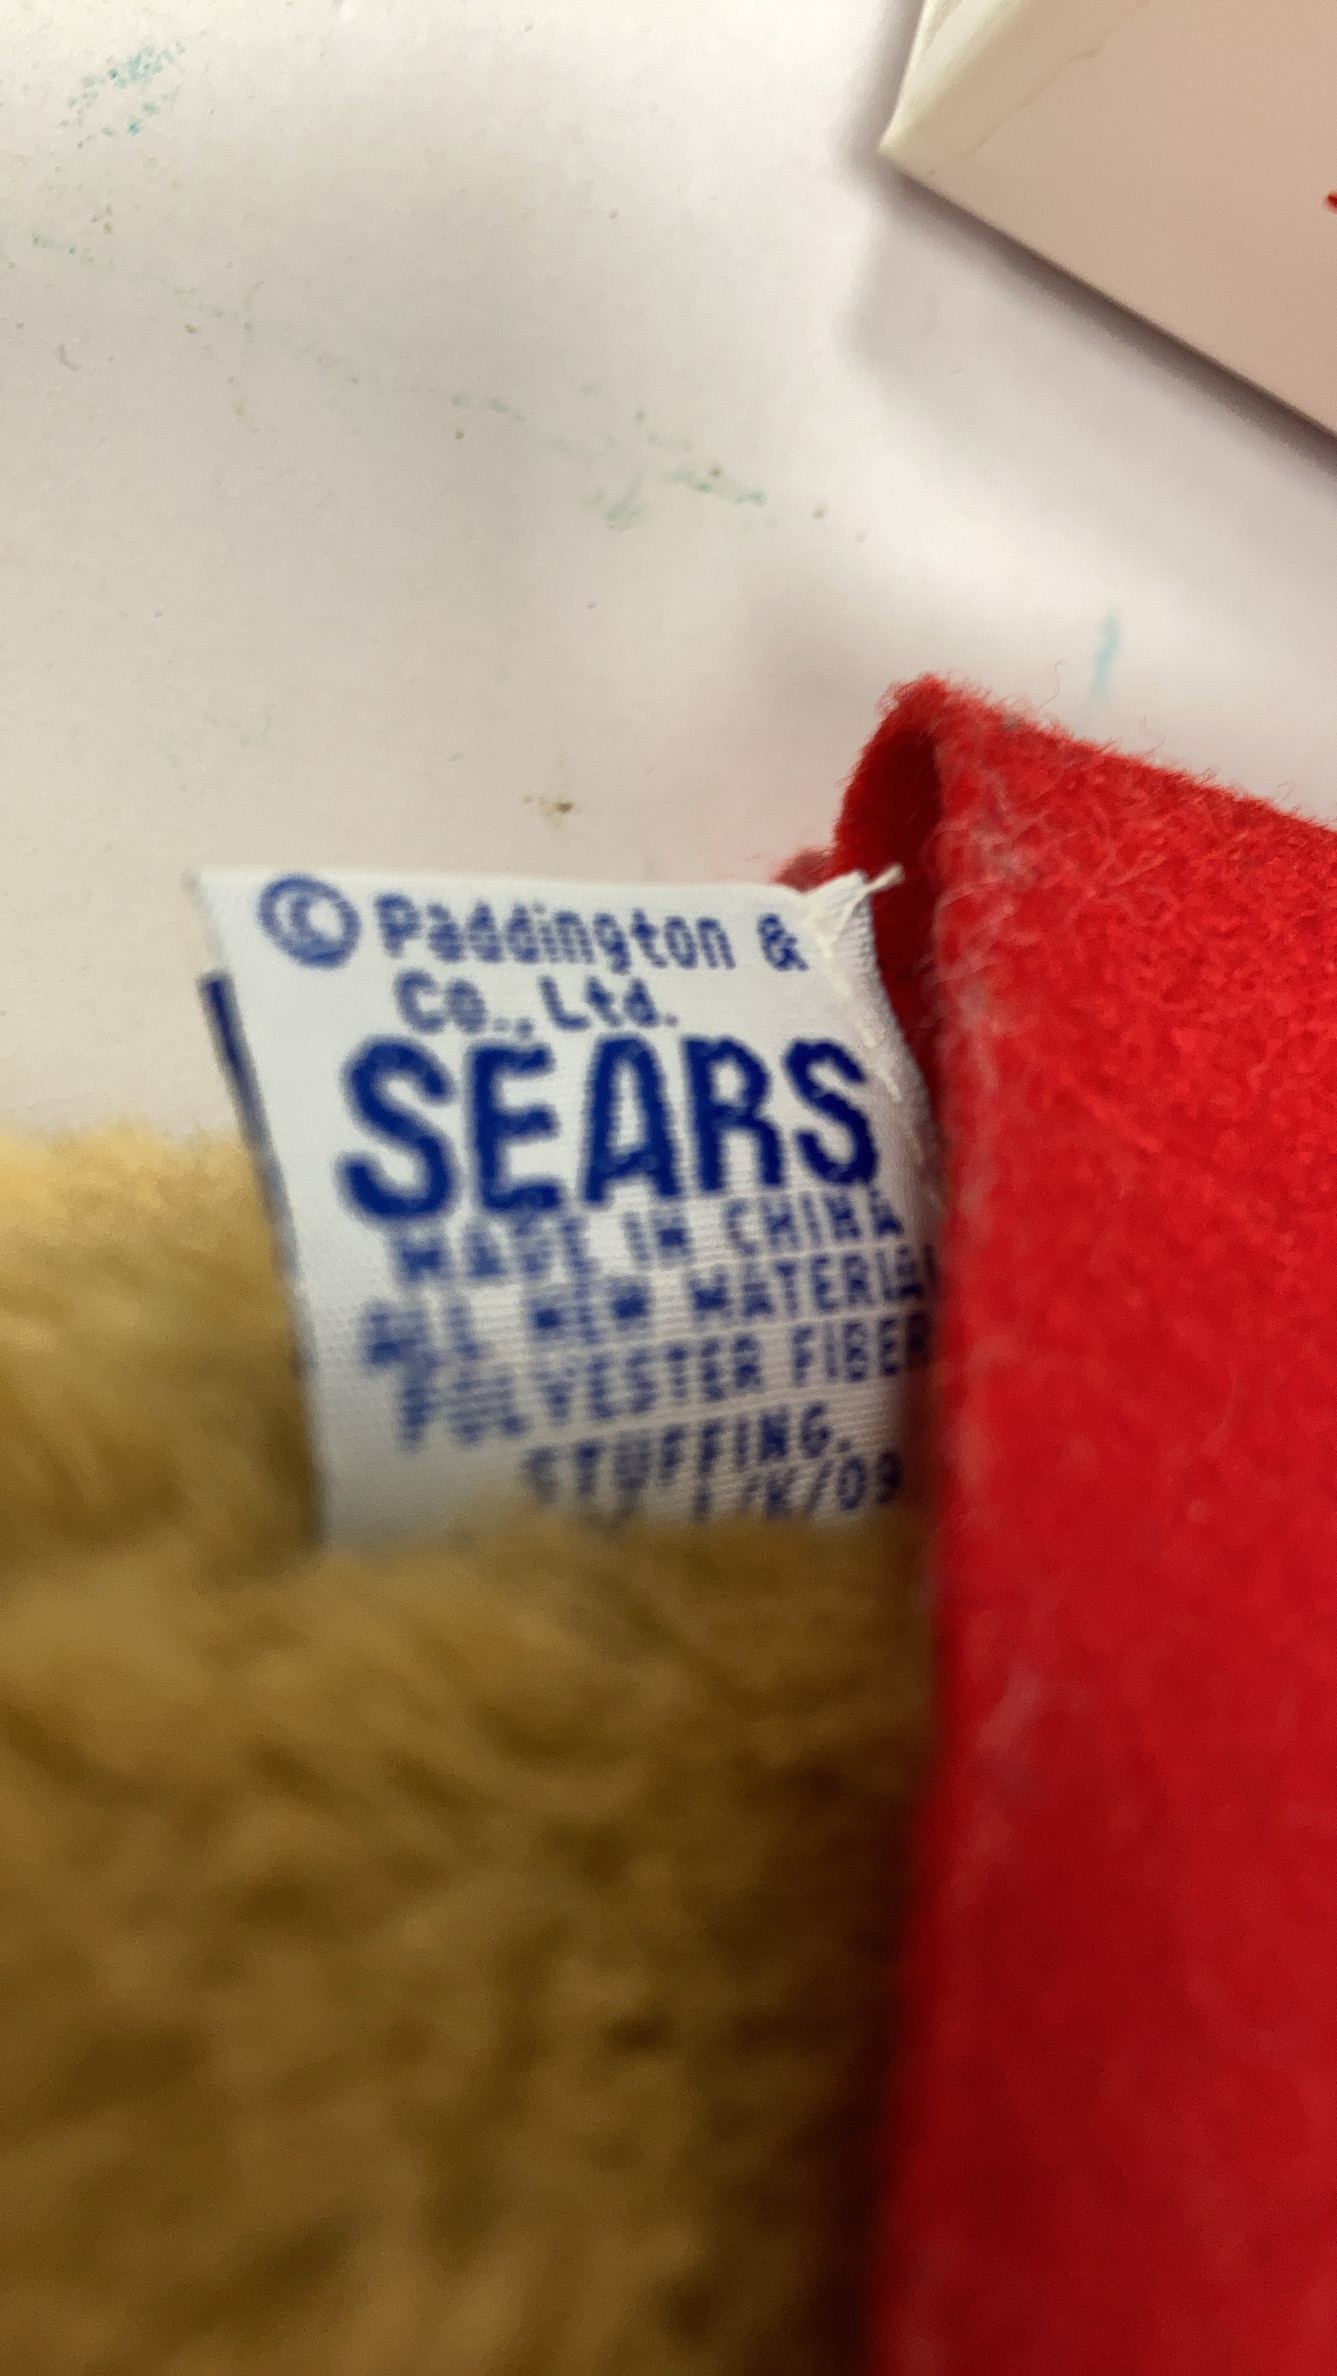 © Paddington &
Co., Ltd.
SEARS
MADE IN CHINA
ALL NEW MATERIAL
POLYESTER FIBER
STUFFING.